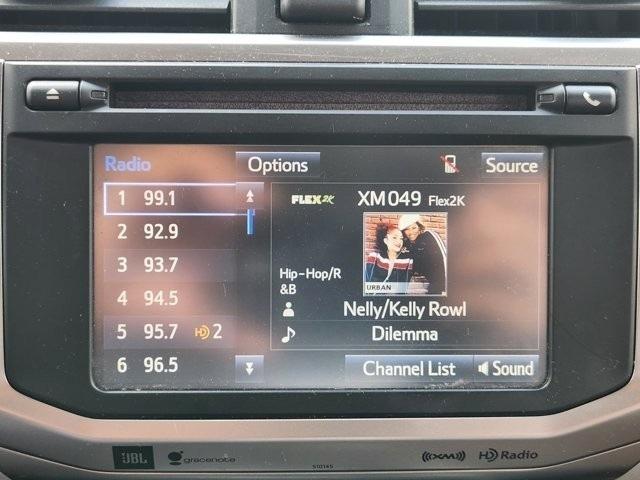 Radio
Options
Source
1 99.1
2 92.9
3 93.7
4 94.5
5 95.7 HD 2
6 96.5
FLEX2K
XM049 Flex2K
Hip-Hop/R
&B
URBAN
Nelly/Kelly Rowl
Dilemma
Channel List
Sound
JBL
gracenote
510145
((XM))
HD Radio